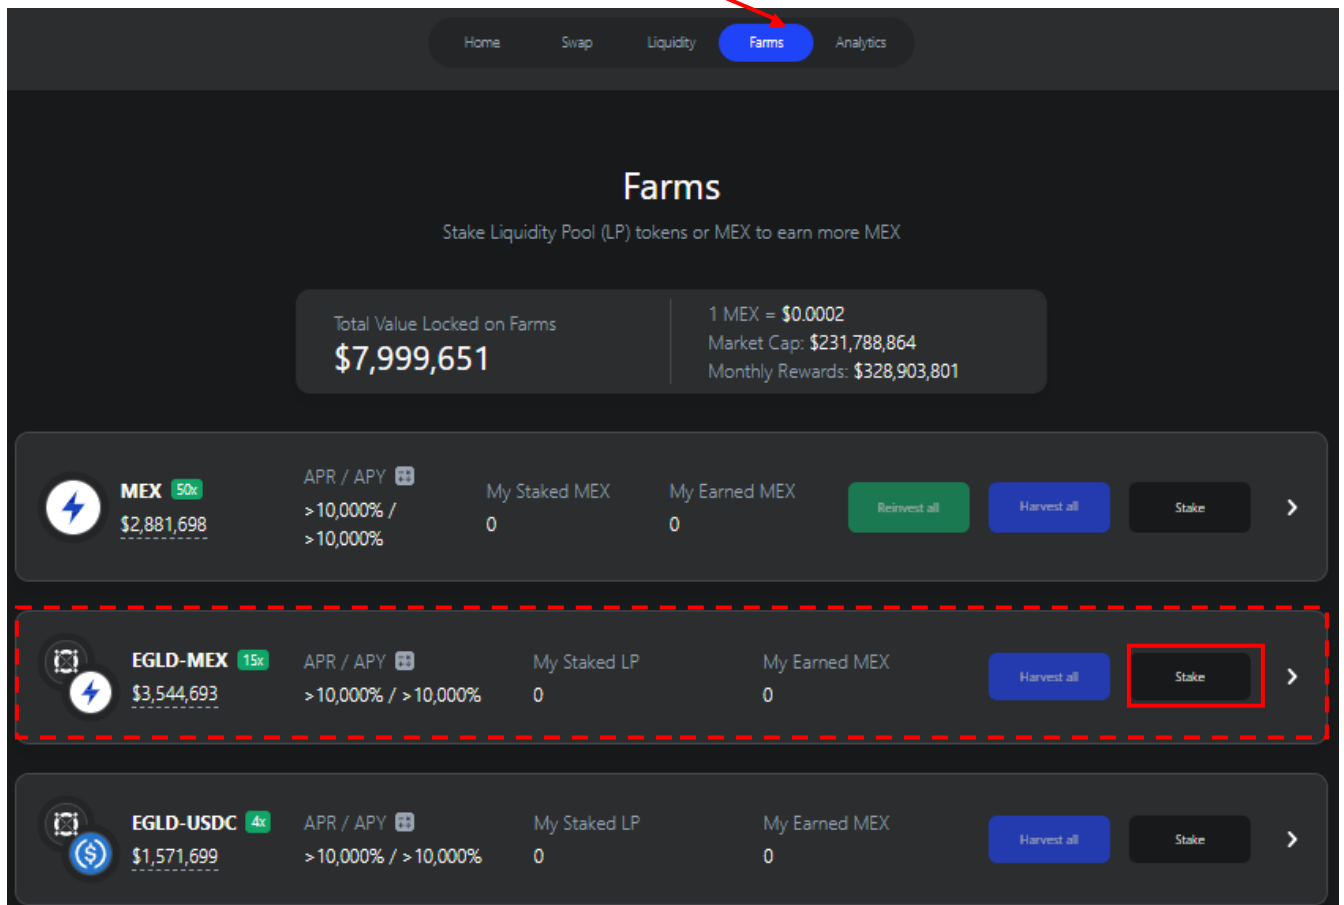 Home Swap Liquidity Farms Analytics
Farms
Stake Liquidity Pool (LP) tokens or MEX to earn more MEX
Total Value Locked on Farms
$7,999,651
1 MEX = $0.0002
Market Cap: $231,788,864
Monthly Rewards: $328,903,801
MEX 50x
$2,881,698
APR / APY
>10,000% /
>10,000%
My Staked MEX
0
My Earned MEX
0
Reinvest all
Harvest all
Stake
EGLD-MEX 15x
$3,544,693
APR / APY
>10,000% / >10,000%
My Staked LP
0
My Earned MEX
0
Harvest all
Stake
EGLD-USDC 4x
$1,571,699
APR / APY
>10,000% / >10,000%
My Staked LP
0
My Earned MEX
0
Harvest all
Stake